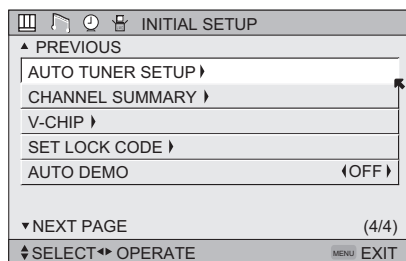 INITIAL SETUP
PREVIOUS
AUTO TUNER SETUP
CHANNEL SUMMARY
V-CHIP
SET LOCK CODE
AUTO DEMO OFF
NEXT PAGE (4/4)
SELECT OPERATE MENU EXIT